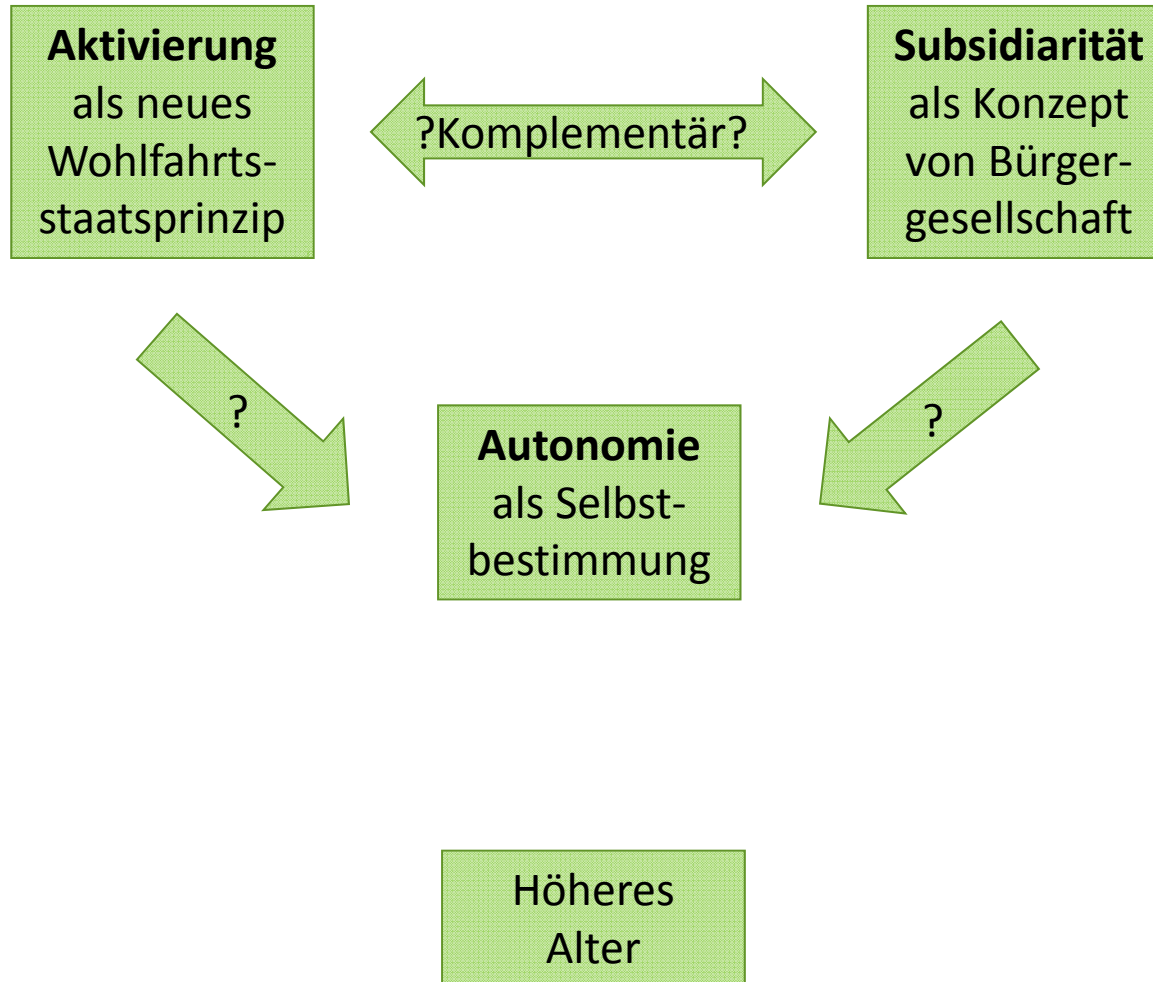 Aktivierung
als neues
Wohlfahrts-
staatsprinzip
?Komplementär?
Subsidiarität
als Konzept
von Bürger-
gesellschaft
?
?
Autonomie
als Selbst-
bestimmung
Höheres
Alter